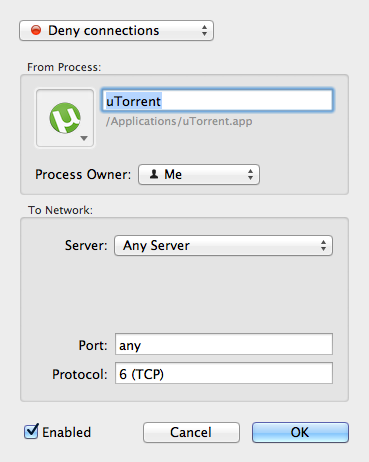 Deny connections
From Process:
uTorrent
/Applications/uTorrent.app
Process Owner: Me
To Network:
Server: Any Server
Port: any
Protocol: 6 (TCP)
Enabled Cancel OK